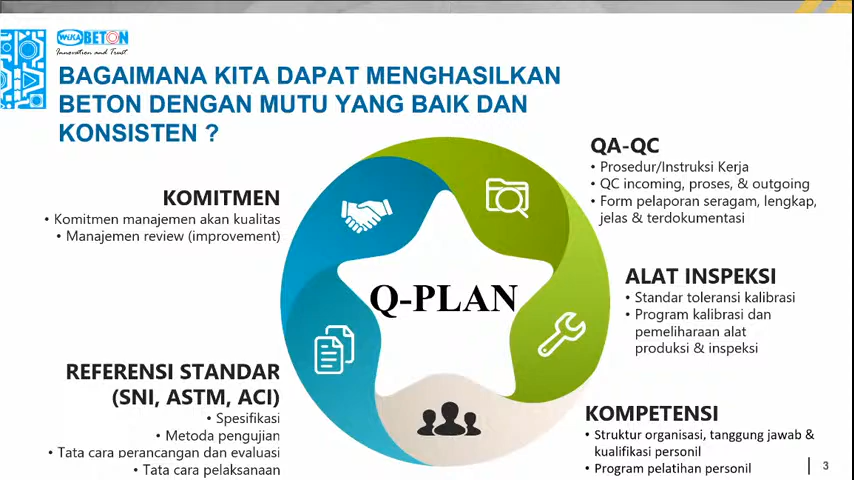 WIKA BETON
Innovation and Trust
BAGAIMANA KITA DAPAT MENGHASILKAN
BETON DENGAN MUTU YANG BAIK DAN
KONSISTEN ?
KOMITMEN
• Komitmen manajemen akan kualitas
• Manajemen review (improvement)
REFERENSI STANDAR
(SNI, ASTM, ACI)
• Spesifikasi
• Metoda pengujian
• Tata cara perancangan dan evaluasi
• Tata cara pelaksanaan
Q-PLAN
QA-QC
• Prosedur/Instruksi Kerja
• QC incoming, proses, & outgoing
• Form pelaporan seragam, lengkap,
jelas & terdokumentasi
ALAT INSPEKSI
• Standar toleransi kalibrasi
• Program kalibrasi dan
pemeliharaan alat
produksi & inspeksi
KOMPETENSI
• Struktur organisasi, tanggung jawab &
kualifikasi personil
• Program pelatihan personil
3